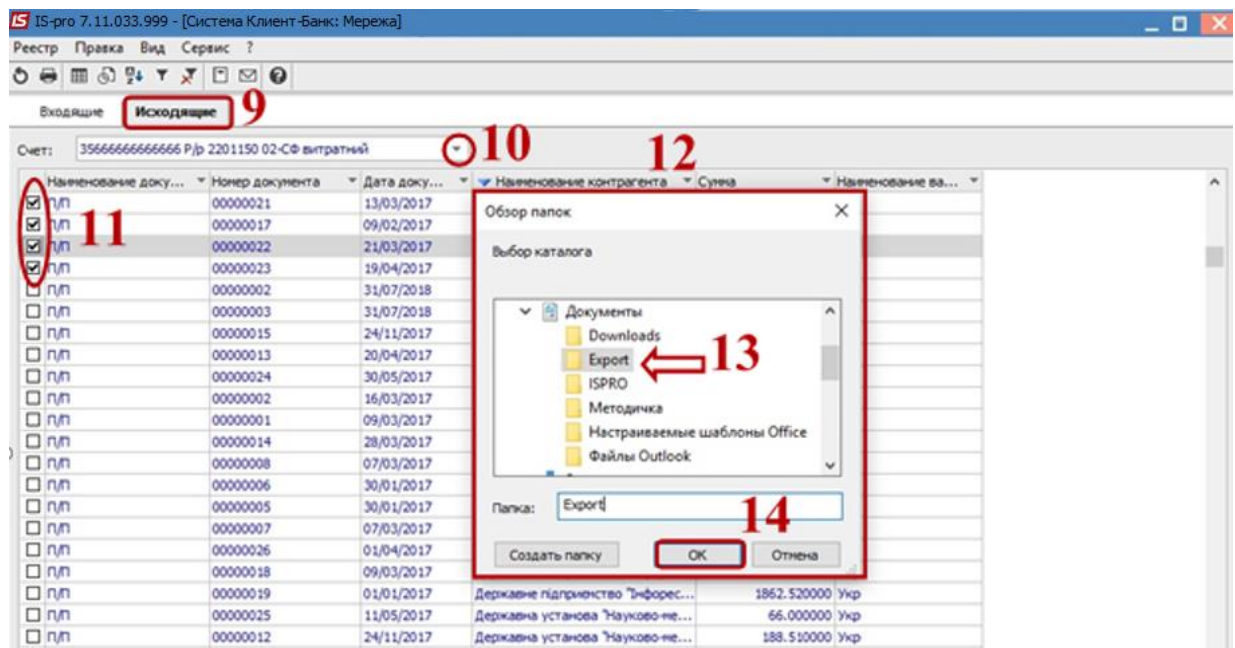 IS-pro 7.11.033.999 - [Система Клиент-Банк: Мережа]
Реестр Правка Вид Сервис ?
Входящие Исходящие 9
Счет: 35666666666666 Р/р 2201150 02-СФ витратний 10
12
Наименование доку... Номер документа Дата доку... Наименование контрагента Сумма Наименование ва...
П/П 00000021 13/03/2017
П/П 00000017 09/02/2017
11
П/П 00000022 21/03/2017
П/П 00000023 19/04/2017
П/П 00000002 31/07/2018
П/П 00000003 31/07/2018
П/П 00000015 24/11/2017
П/П 00000013 20/04/2017
П/П 00000024 30/05/2017
П/П 00000002 16/03/2017
П/П 00000001 09/03/2017
П/П 00000014 28/03/2017
П/П 00000008 07/03/2017
П/П 00000006 30/01/2017
П/П 00000005 30/01/2017
П/П 00000007 07/03/2017
П/П 00000026 01/04/2017
П/П 00000018 09/03/2017
П/П 00000019 01/01/2017 Державне підприємство "Інформ... 1862.520000 Укр
П/П 00000025 11/05/2017 Державна установа "Науково-ме... 66.000000 Укр
П/П 00000012 24/11/2017 Державна установа "Науково-ме... 188.510000 Укр
Обзор папок
Выбор каталога
Документы
Downloads
Export 13
ISPRO
Методичка
Настраиваемые шаблоны Office
Файлы Outlook
Папка: Export
14
Создать папку ОК Отмена